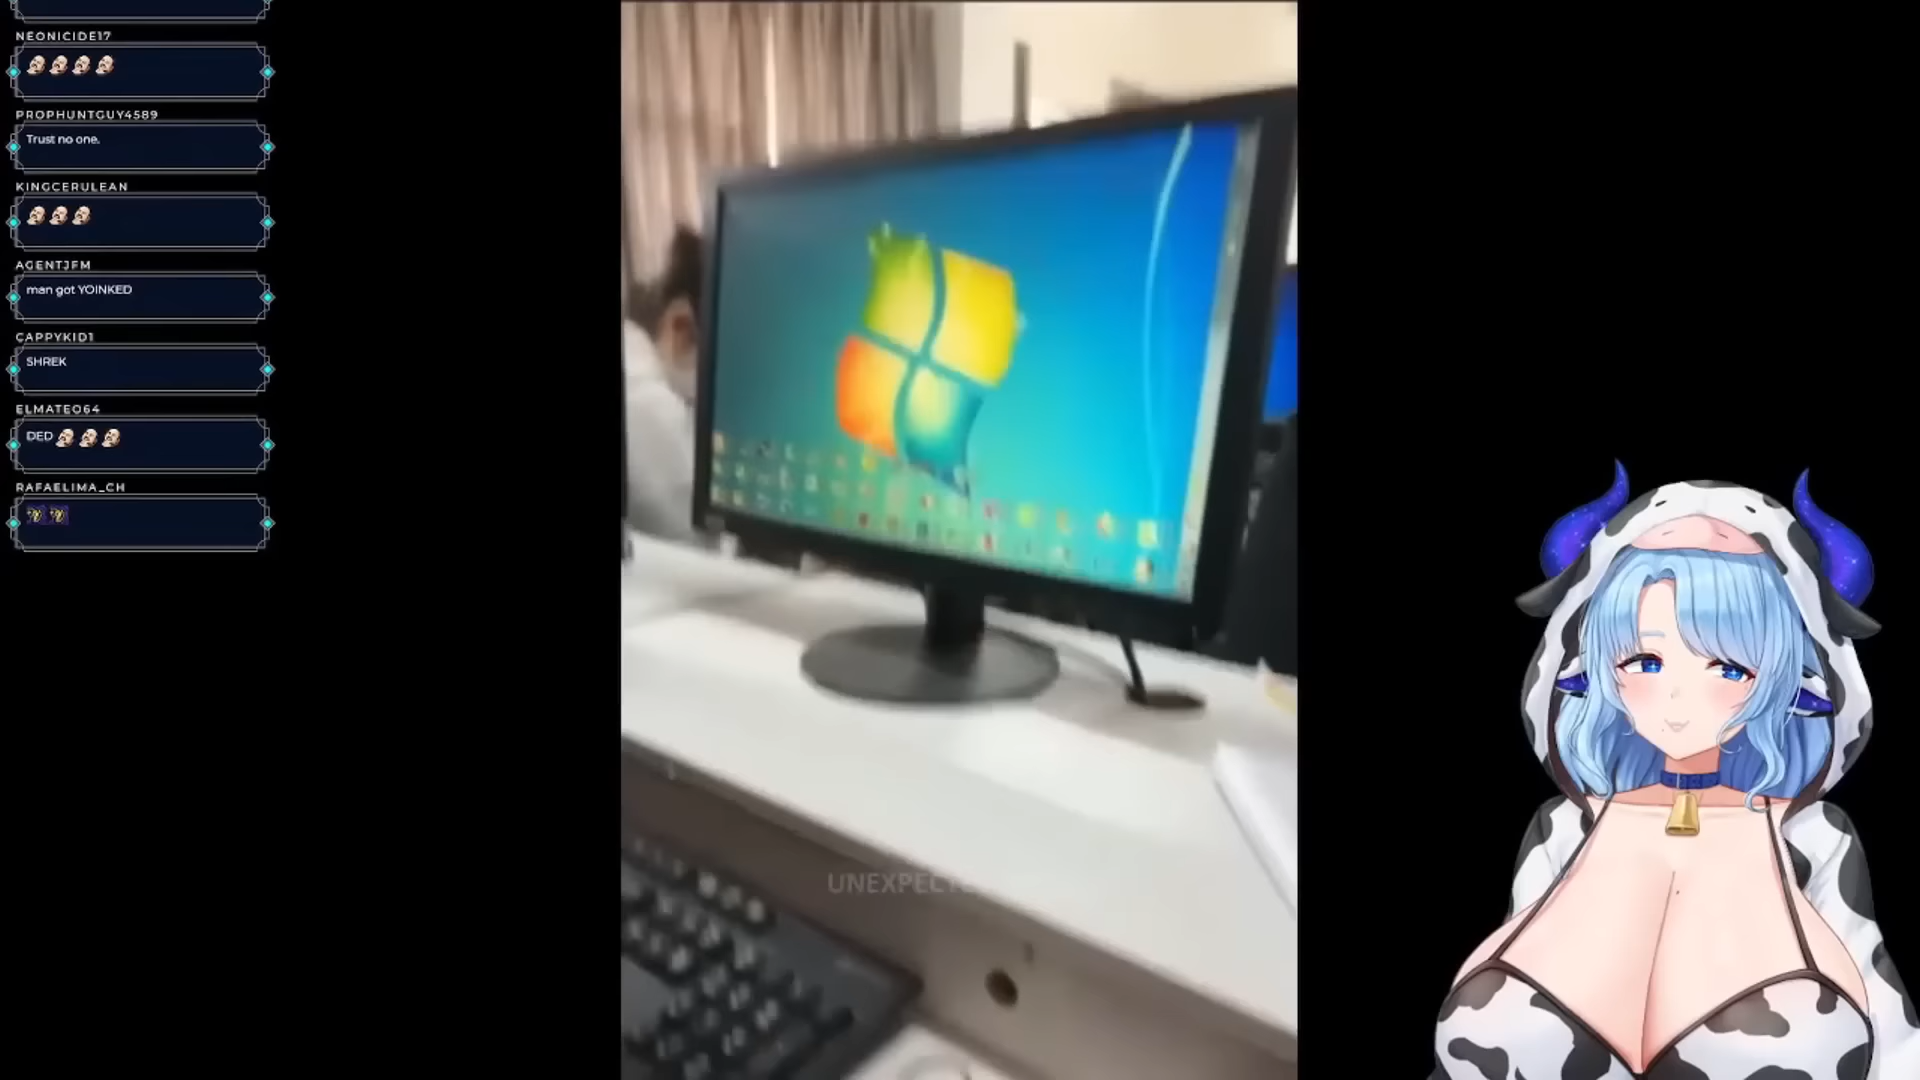 NEONICIDE17
PROPHUNTGUY4589
Trust no one.
KINGCERULEAN
AGENTJFM
man got YOINKED
CAPPYKID1
SHREK
ELMATEO64
DED
RAFAELIMA_CH